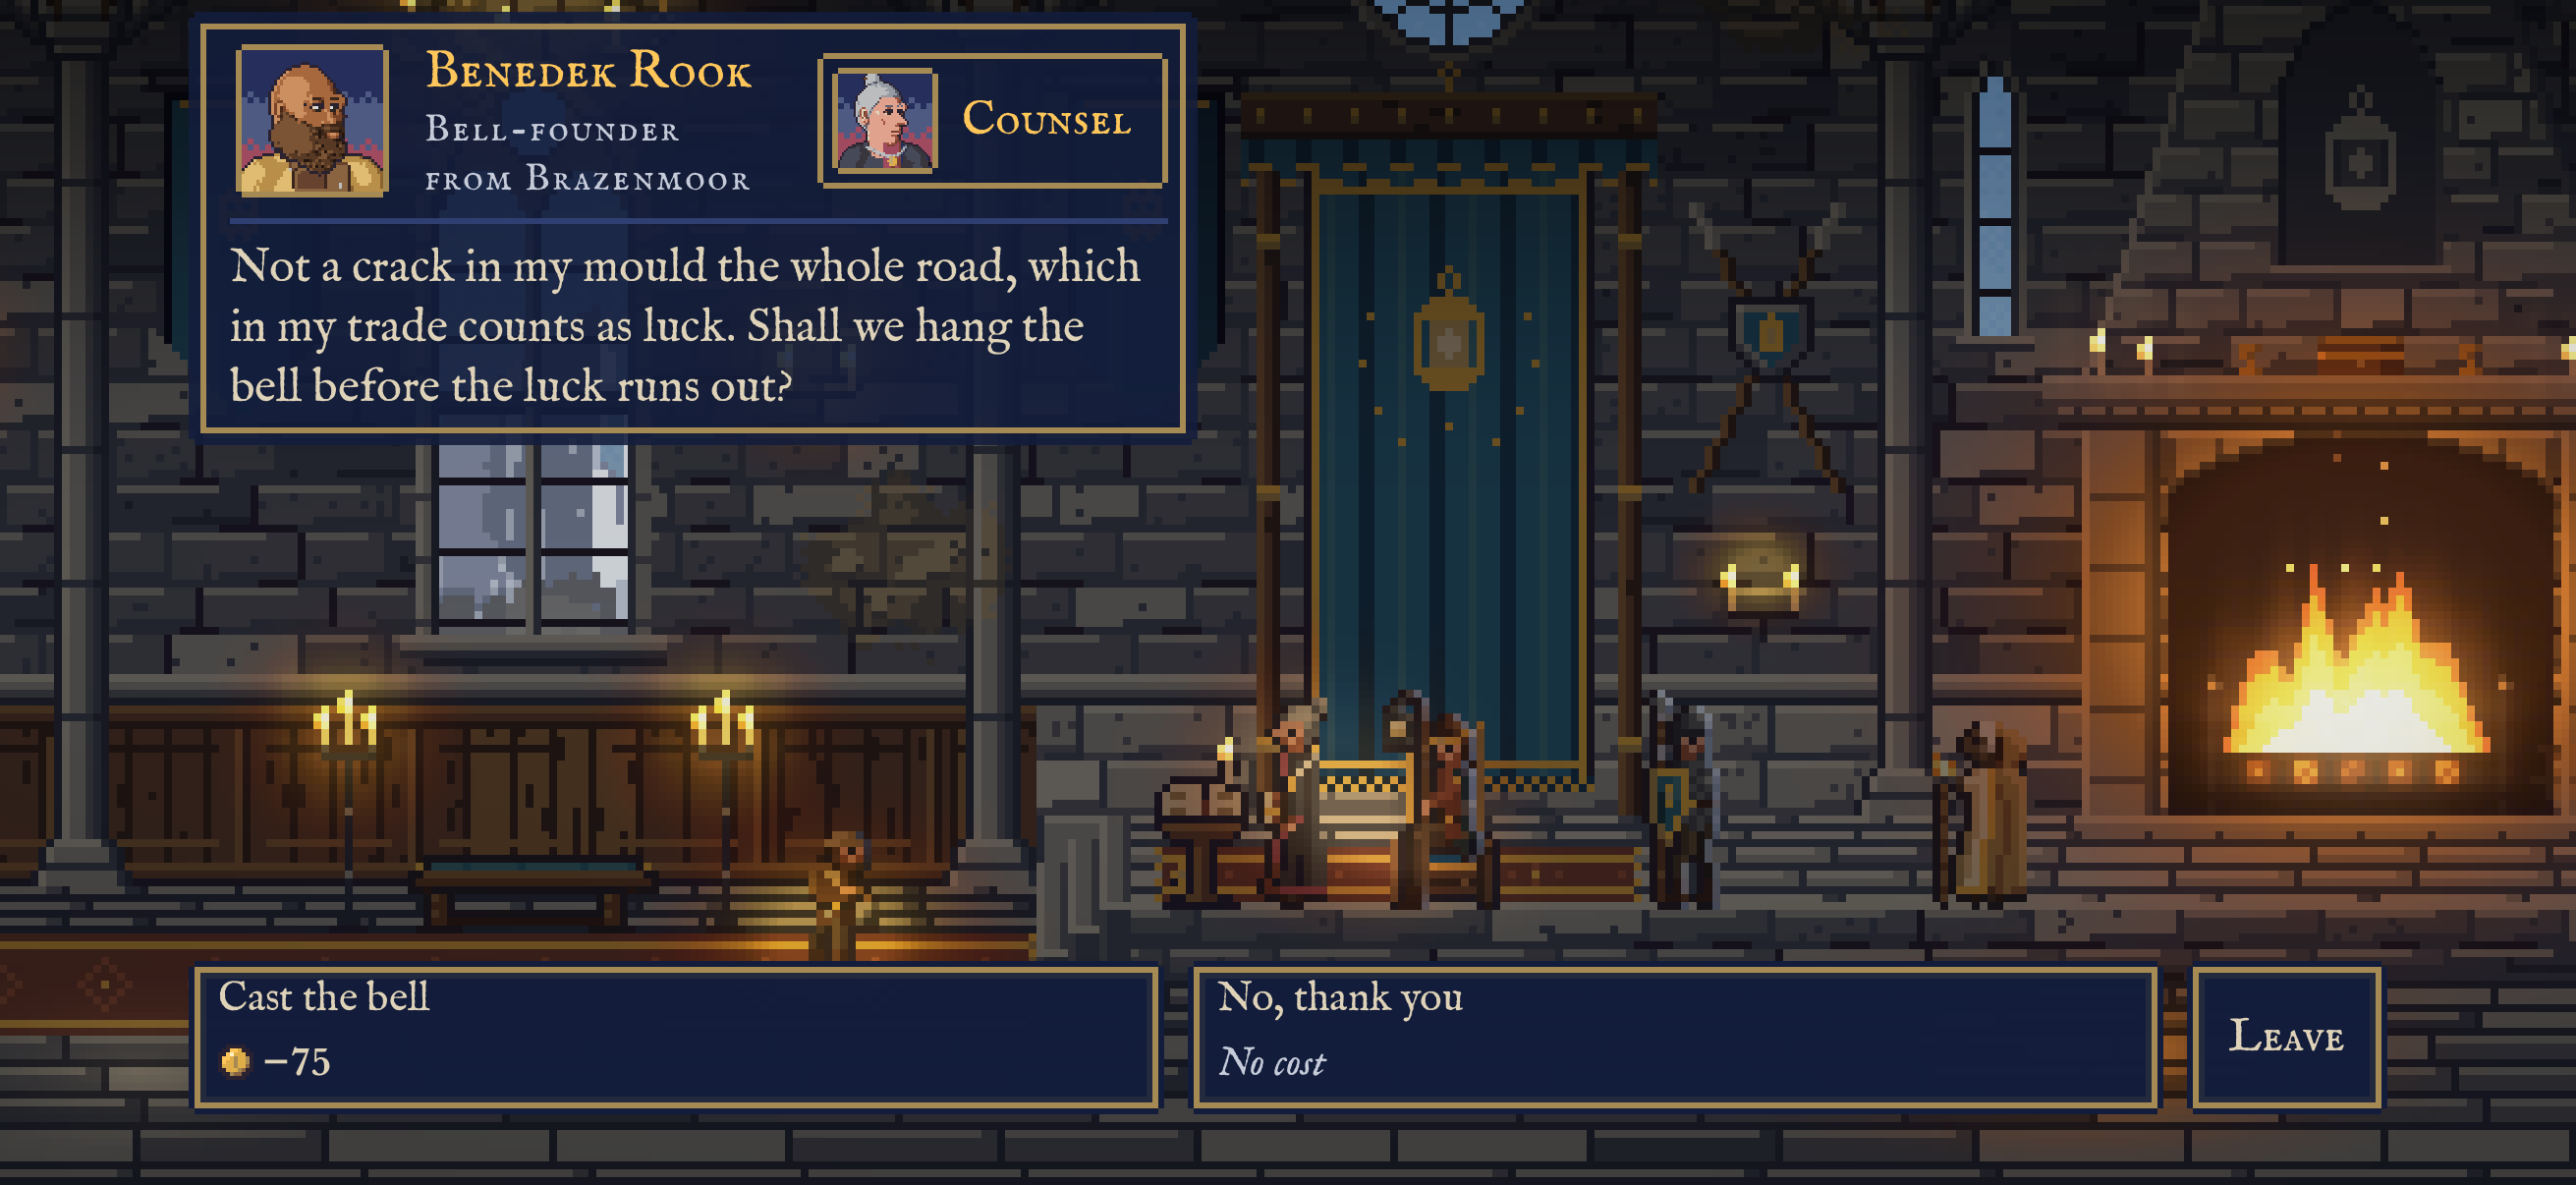 Benedek Rook
Bell-founder
from Brazenmoor
Counsel
Not a crack in my mould the whole road, which
in my trade counts as luck. Shall we hang the
bell before the luck runs out?
Cast the bell
−75
No, thank you
No cost
Leave